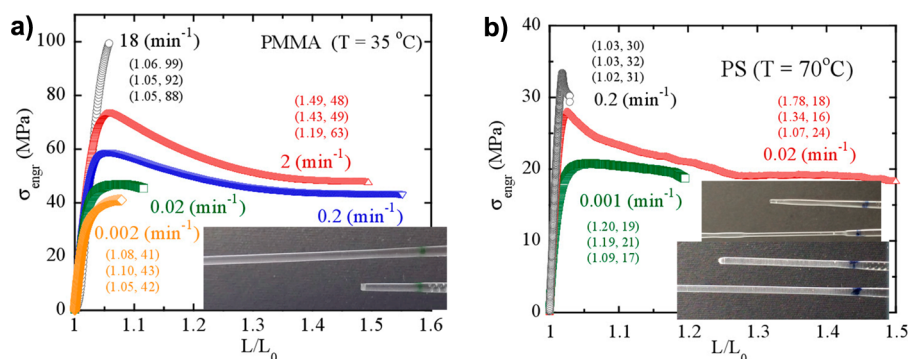 a)
σengr (MPa)
100
80
60
40
20
0
18 (min⁻¹)
(1.06. 99)
(1.05, 92)
(1.05, 88)
PMMA (T = 35 °C)
(1.49, 48)
(1.43, 49)
(1.19, 63)
2 (min⁻¹)
0.02 (min⁻¹)
0.2 (min⁻¹)
0.002 (min⁻¹)
(1.08, 41)
(1.10, 43)
(1.05, 42)
1 1.1 1.2 1.3 1.4 1.5 1.6
L/L₀
b)
σengr (MPa)
40
30
20
10
0
(1.03, 30)
(1.03, 32)
(1.02, 31)
0.2 (min⁻¹)
PS (T = 70°C)
(1.78, 18)
(1.34, 16)
(1.07, 24)
0.02 (min⁻¹)
0.001 (min⁻¹)
(1.20, 19)
(1.19, 21)
(1.09, 17)
1 1.1 1.2 1.3 1.4 1.5
L/L₀